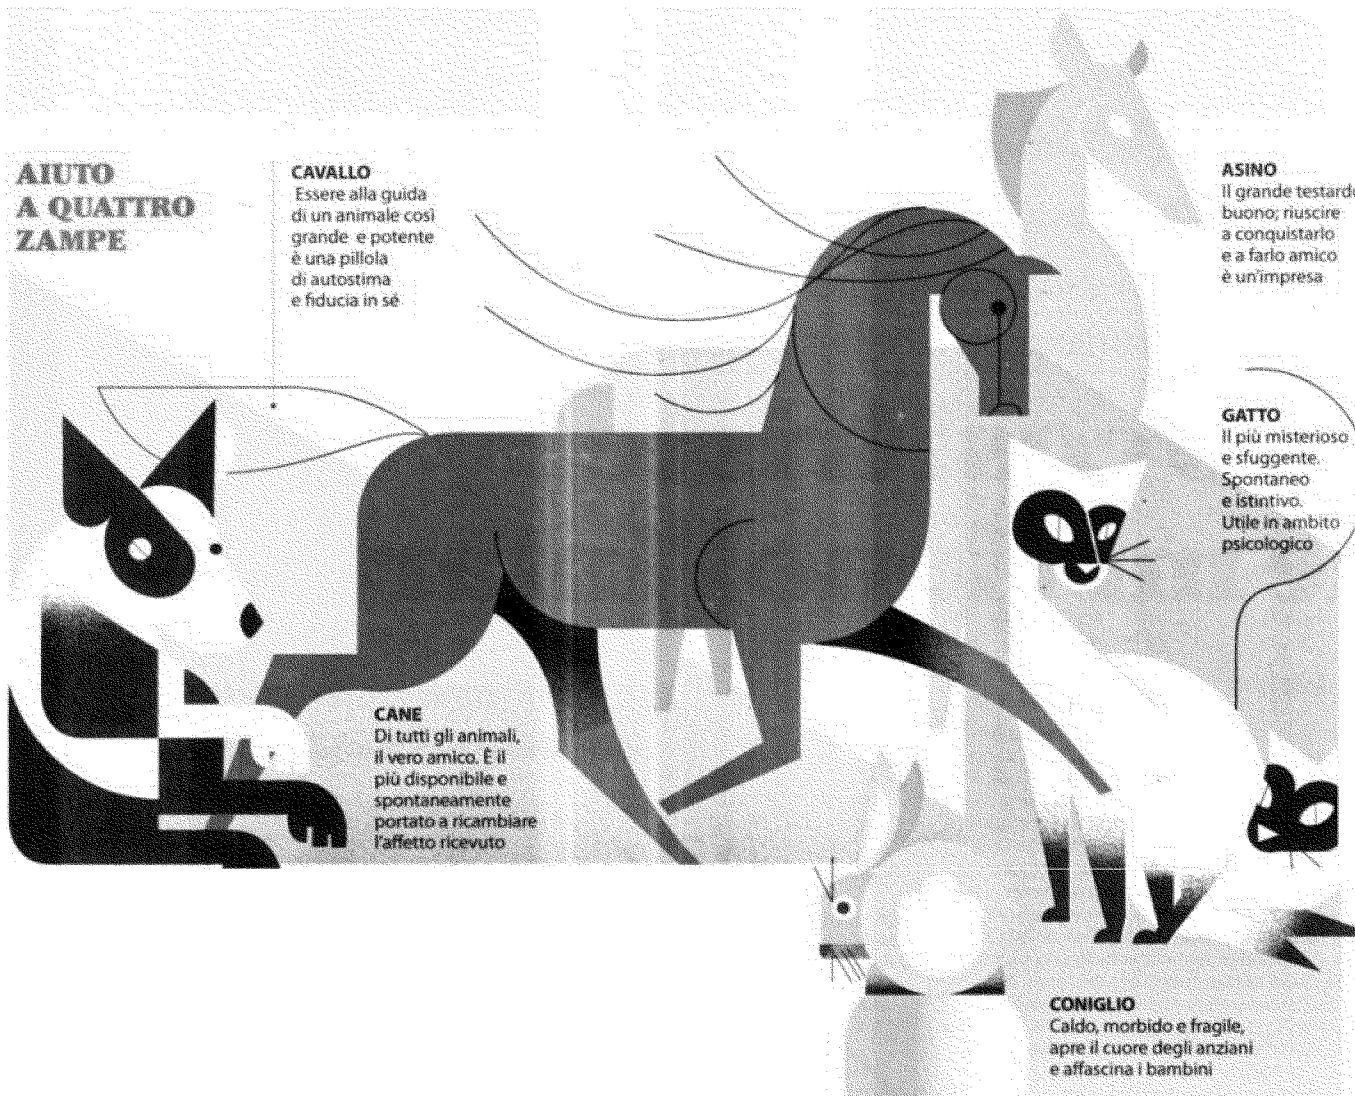 AIUTO
A QUATTRO
ZAMPE
CAVALLO
Essere alla guida
di un animale così
grande e potente
è una pillola
di autostima
e fiducia in sé
ASINO
Il grande testardo
buono; riuscire
a conquistarlo
e a farlo amico
è un'impresa
GATTO
Il più misterioso
e sfuggente.
Spontaneo
e istintivo.
Utile in ambito
psicologico
CANE
Di tutti gli animali,
il vero amico. È il
più disponibile e
spontaneamente
portato a ricambiare
l'affetto ricevuto
CONIGLIO
Caldo, morbido e fragile,
apre il cuore degli anziani
e affascina i bambini